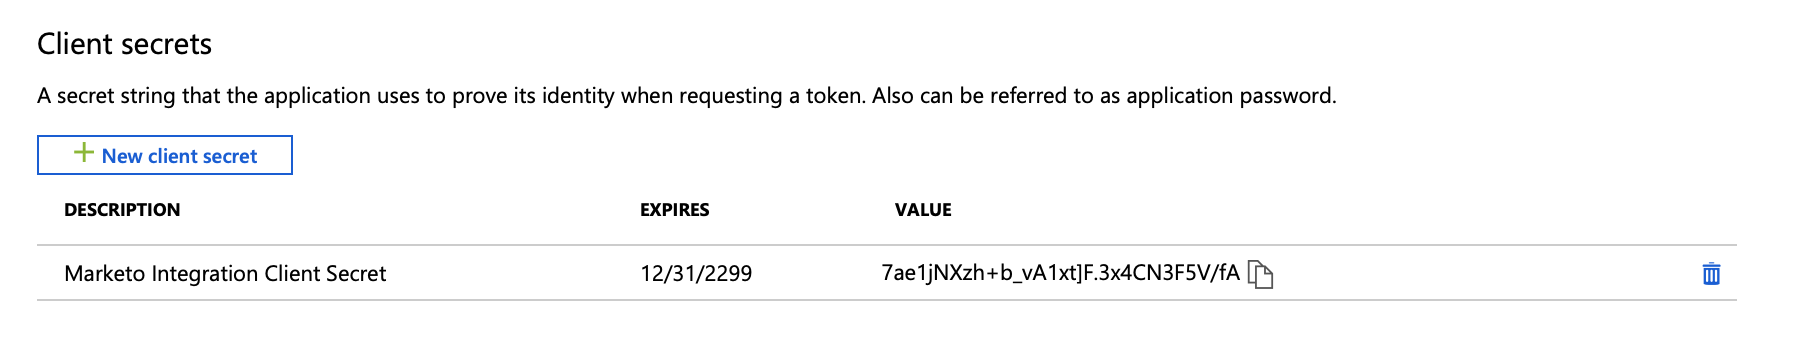 Client secrets
A secret string that the application uses to prove its identity when requesting a token. Also can be referred to as application password.
New client secret
DESCRIPTION EXPIRES VALUE
Marketo Integration Client Secret 12/31/2299 7ae1jNXzh+b_vA1xt]F.3x4CN3F5V/fA